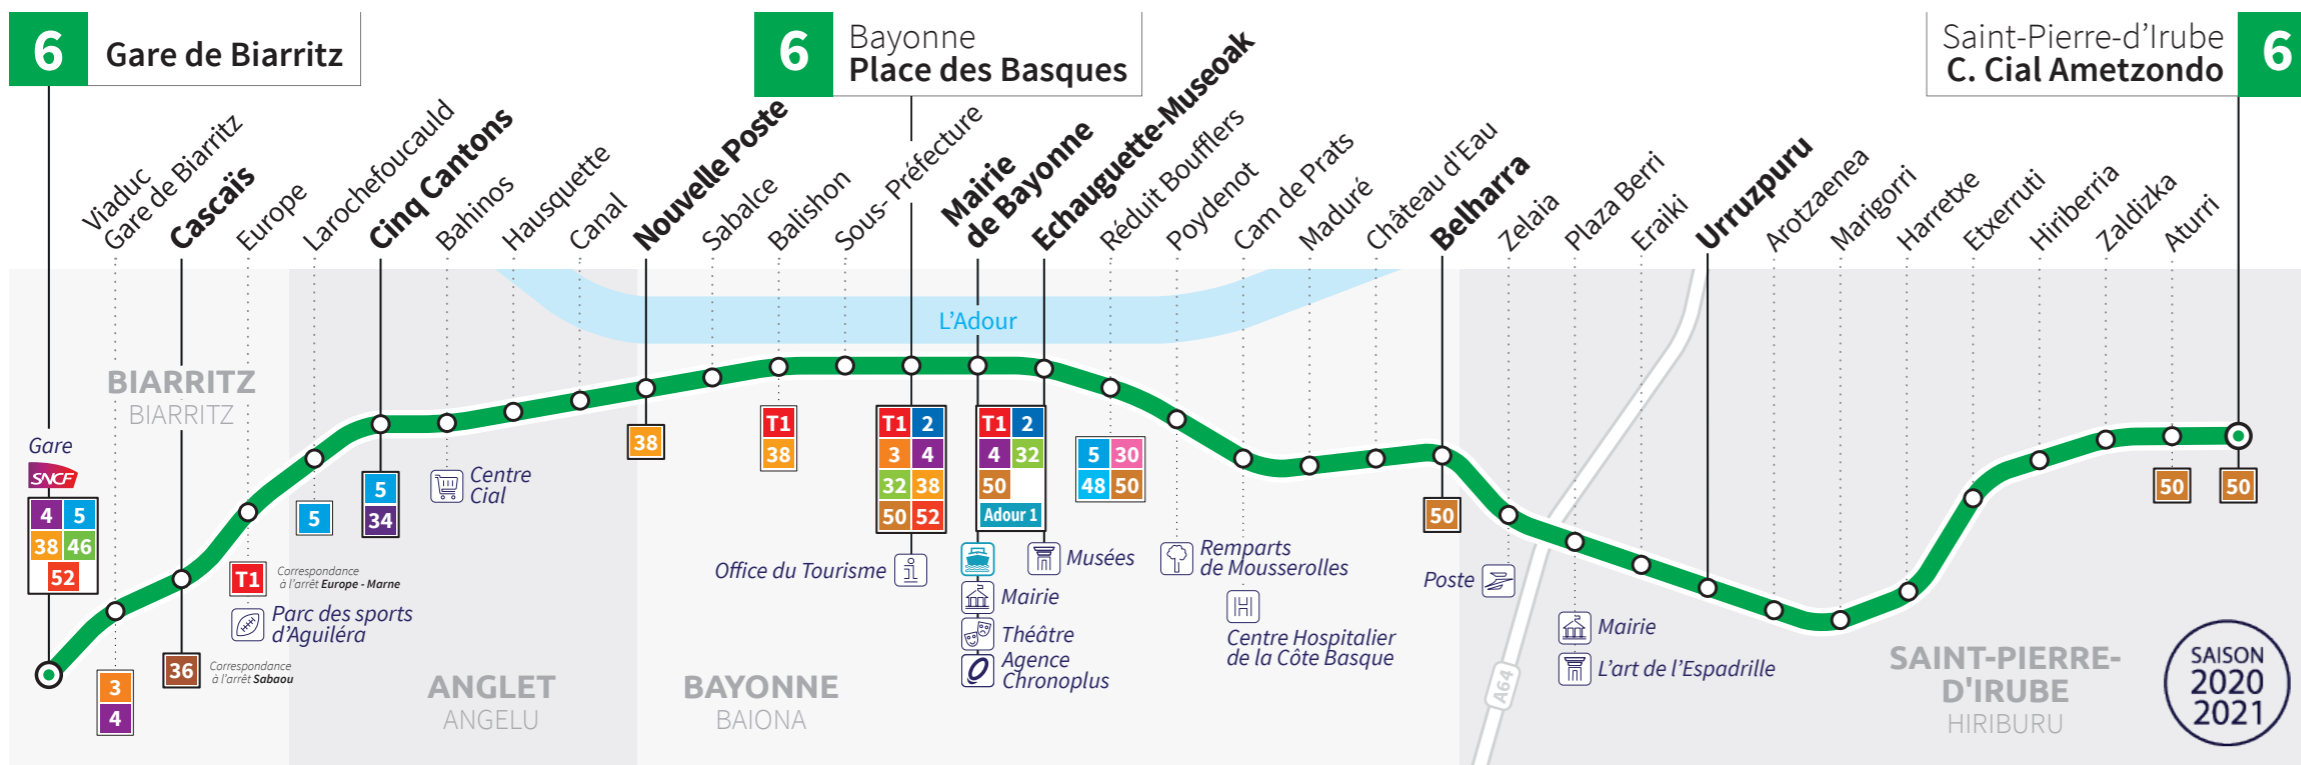 6
Gare de Biarritz
6
Bayonne
Place des Basques
Saint-Pierre-d'Irube
C. Cial Ametzondo
6
Viaduc
Gare de Biarritz
Cascaïs
Europe
Larochefoucauld
Cinq Cantons
Bahinos
Hausquette
Canal
Nouvelle Poste
Sabalce
Balishon
Sous- Préfecture
Mairie
de Bayonne
Echauguette-Museoak
Réduit Boufflers
Poydenot
Cam de Prats
Maduré
Château d'Eau
Belharra
Zelaia
Plaza Berri
Eraiki
Urruzpuru
Arotzaenea
Marigorri
Harretxe
Etxerruti
Hiriberria
Zaldizka
Aturri
L'Adour
BIARRITZ
BIARRITZ
Gare
SNCF
4 5
38 46
52
3
4
36
Correspondance
à l'arrêt Sabaou
T1
Correspondance
à l'arrêt Europe - Marne
Parc des sports
d'Aguiléra
5
5
34
Centre
Cial
ANGLET
ANGELU
38
T1
38
BAYONNE
BAIONA
T1 2
3 4
32 38
50 52
Office du Tourisme
i
T1 2
4 32
50
Adour 1
Mairie
Théâtre
Agence
Chronoplus
Musées
5 30
48 50
Remparts
de Mousserolles
H
Centre Hospitalier
de la Côte Basque
50
Poste
A64
Mairie
L'art de l'Espadrille
SAINT-PIERRE-
D'IRUBE
HIRIBURU
50
50
SAISON
2020
2021